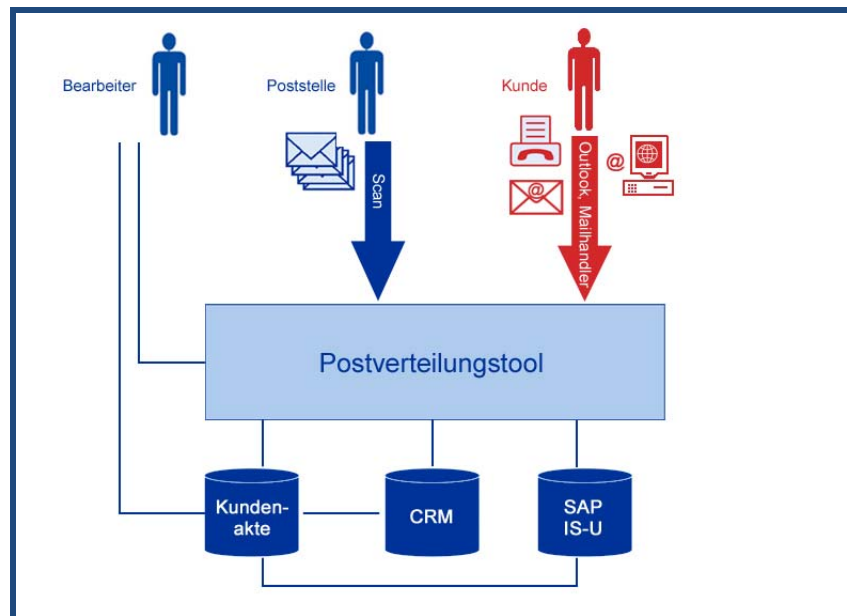 Bearbeiter
Poststelle
Kunde
@
@
Scan
Outlook, Mailhandler
Postverteilungstool
Kunden-
akte
CRM
SAP
IS-U